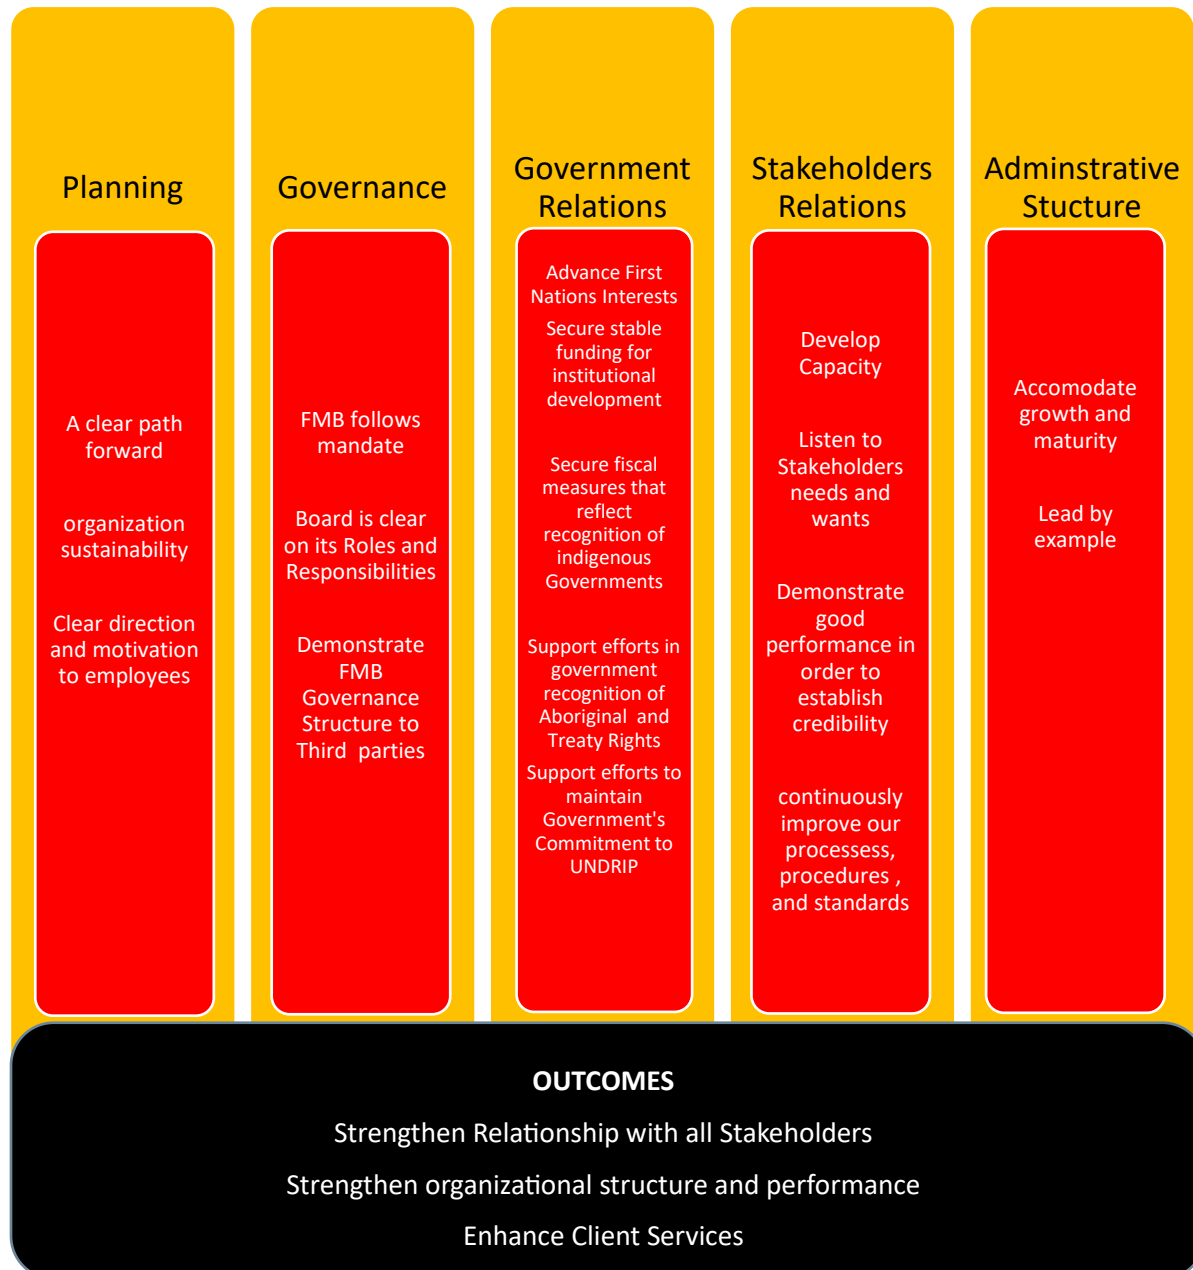 Planning
A clear path
forward
organization
sustainability
Clear direction
and motivation
to employees
Governance
FMB follows
mandate
Board is clear
on its Roles and
Responsibilities
Demonstrate
FMB
Governance
Structure to
Third  parties
Government
Relations
Advance First
Nations Interests
Secure stable
funding for
institutional
development
Secure fiscal
measures that
reflect
recognition of
indigenous
Governments
Support efforts in
government
recognition of
Aboriginal  and
Treaty Rights
Support efforts to
maintain
Government's
Commitment to
UNDRIP
Stakeholders
Relations
Develop
Capacity
Listen to
Stakeholders
needs and
wants
Demonstrate
good
performance in
order to
establish
credibility
continuously
improve our
processess,
procedures ,
and standards
Adminstrative
Stucture
Accomodate
growth and
maturity
Lead by
example
OUTCOMES
Strengthen Relationship with all Stakeholders
Strengthen organizational structure and performance
Enhance Client Services